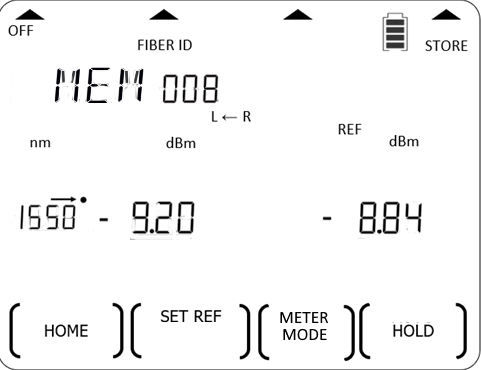 OFF
FIBER ID
STORE
MEM 008
L ← R
nm
dBm
REF
dBm
1650 - 9.20 - 8.84
HOME
SET REF
METER
MODE
HOLD